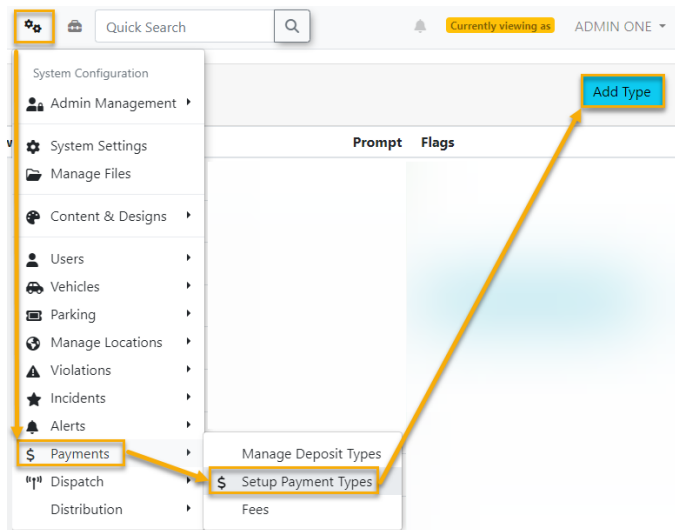 Quick Search
Currently viewing as
ADMIN ONE
System Configuration
Admin Management
Add Type
System Settings
Prompt Flags
Manage Files
Content & Designs
Users
Vehicles
Parking
Manage Locations
Violations
Incidents
Alerts
$ Payments
Manage Deposit Types
Dispatch
$ Setup Payment Types
Distribution
Fees